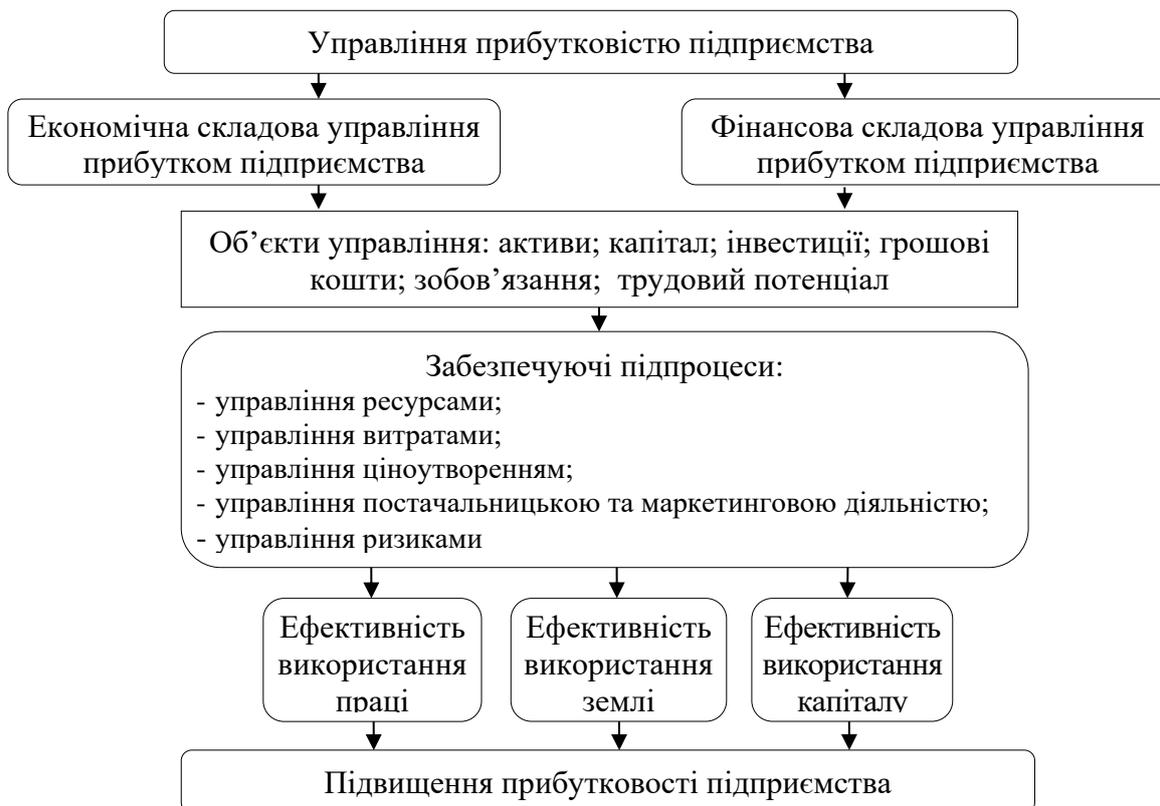 Управління прибутковістю підприємства
Економічна складова управління
прибутком підприємства
Фінансова складова управління
прибутком підприємства
Об’єкти управління: активи; капітал; інвестиції; грошові
кошти; зобов’язання; трудовий потенціал
Забезпечуючі підпроцеси:
- управління ресурсами;
- управління витратами;
- управління ціноутворенням;
- управління постачальницькою та маркетинговою діяльністю;
- управління ризиками
Ефективність
використання
праці
Ефективність
використання
землі
Ефективність
використання
капіталу
Підвищення прибутковості підприємства